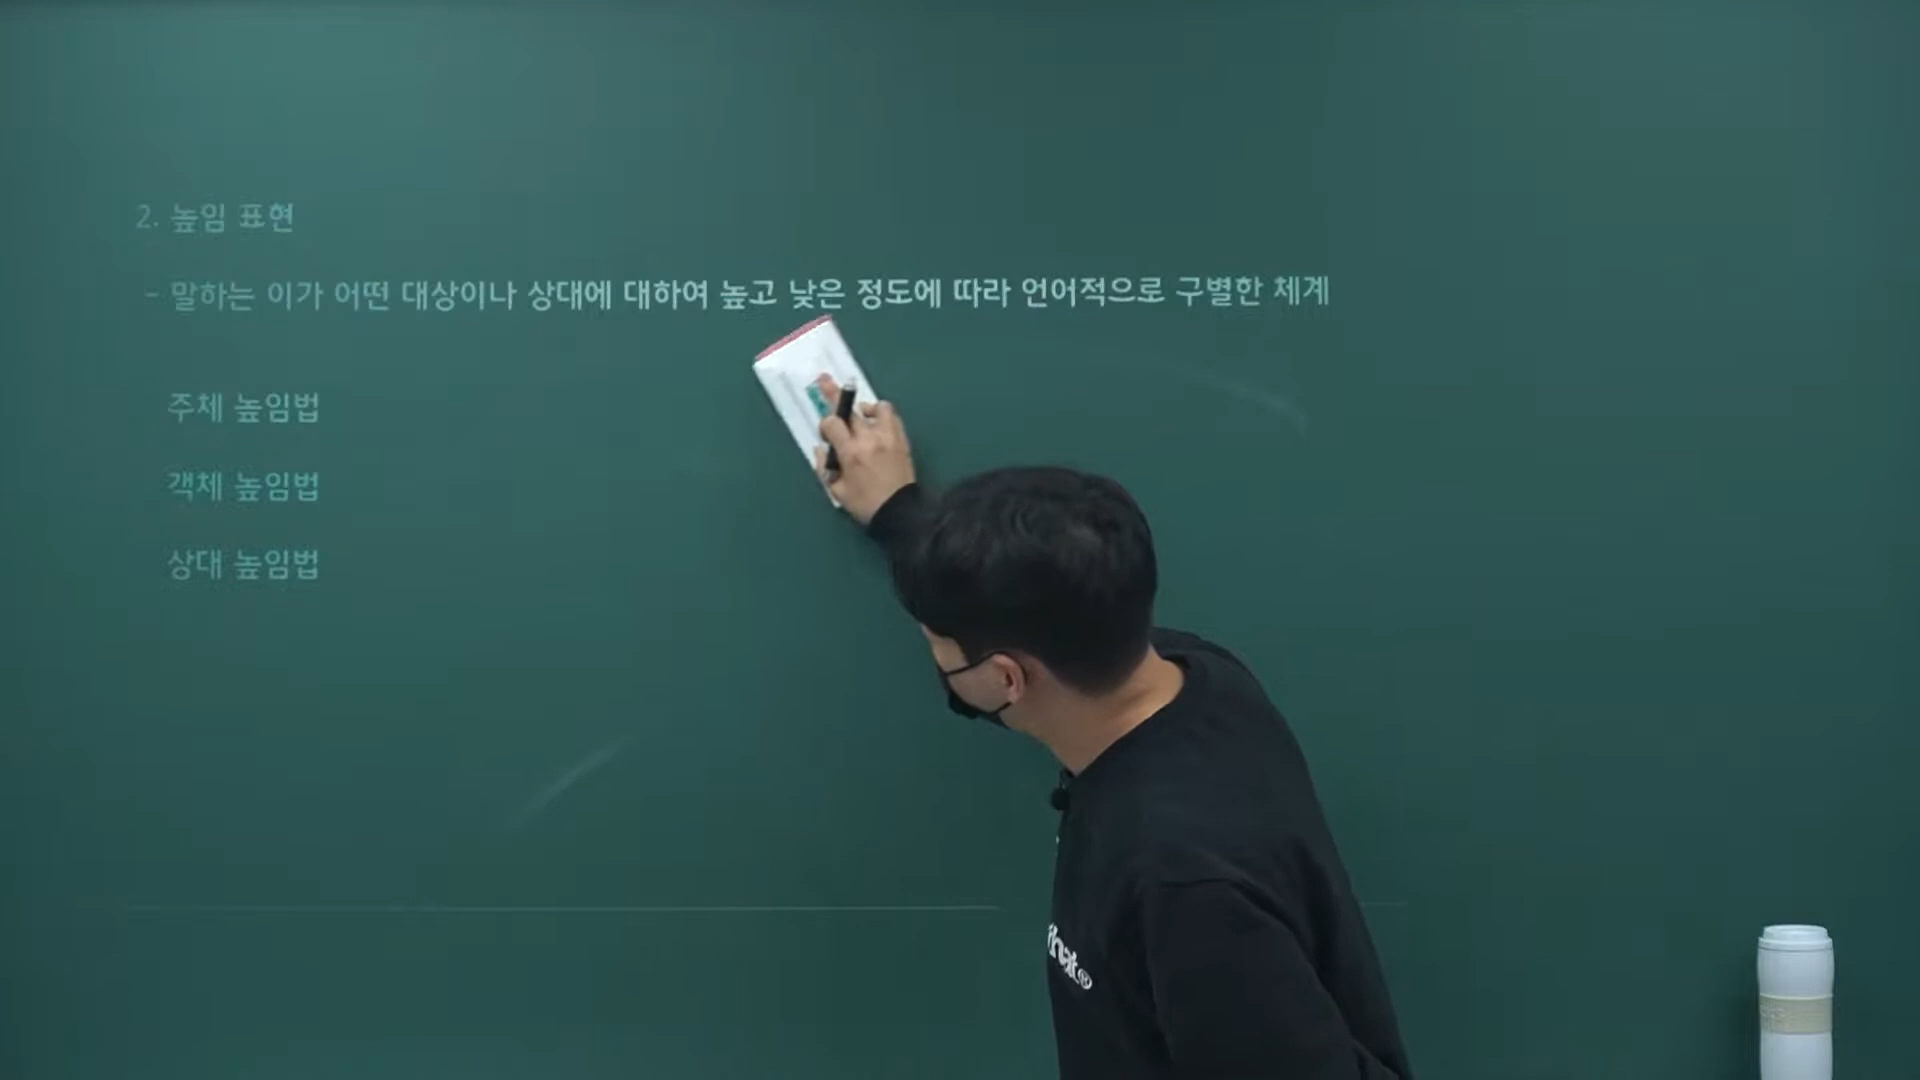 2. 높임 표현
- 말하는 이가 어떤 대상이나 상대에 대하여 높고 낮은 정도에 따라 언어적으로 구별한 체계
주체 높임법
객체 높임법
상대 높임법